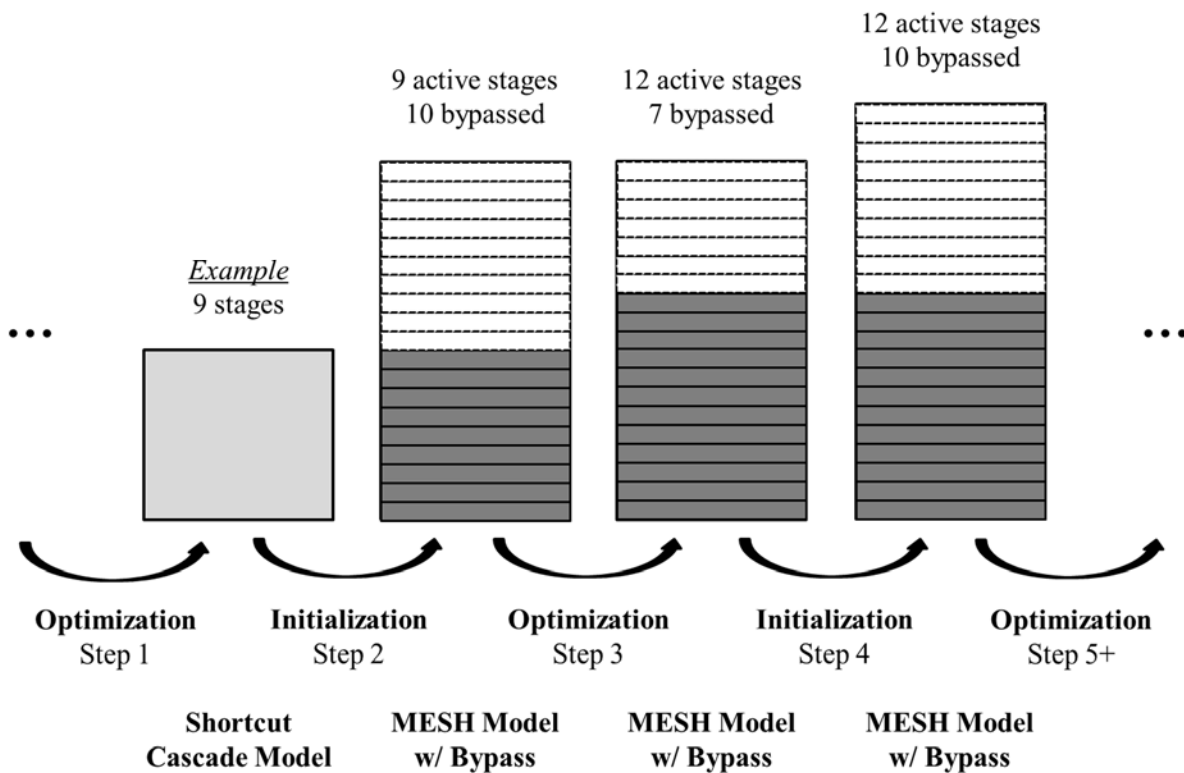 12 active stages
10 bypassed
9 active stages
10 bypassed
12 active stages
7 bypassed
Example
9 stages
...
...
Optimization
Step 1
Initialization
Step 2
Optimization
Step 3
Initialization
Step 4
Optimization
Step 5+
Shortcut
Cascade Model
MESH Model
w/ Bypass
MESH Model
w/ Bypass
MESH Model
w/ Bypass